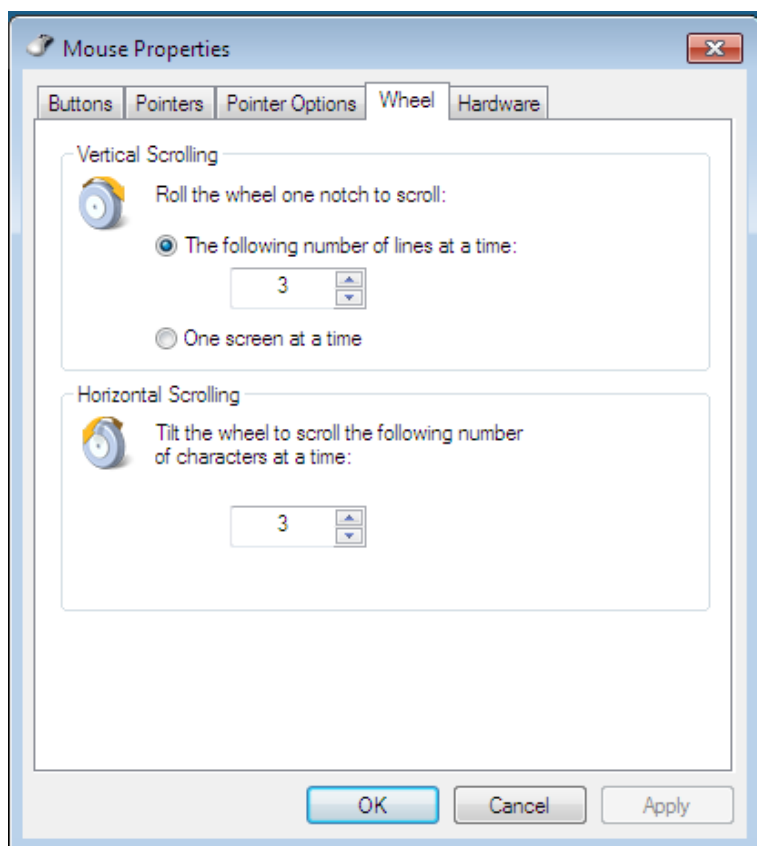 Mouse Properties
Buttons Pointers Pointer Options Wheel Hardware
Vertical Scrolling
Roll the wheel one notch to scroll:
The following number of lines at a time:
3
One screen at a time
Horizontal Scrolling
Tilt the wheel to scroll the following number
of characters at a time:
3
OK Cancel Apply